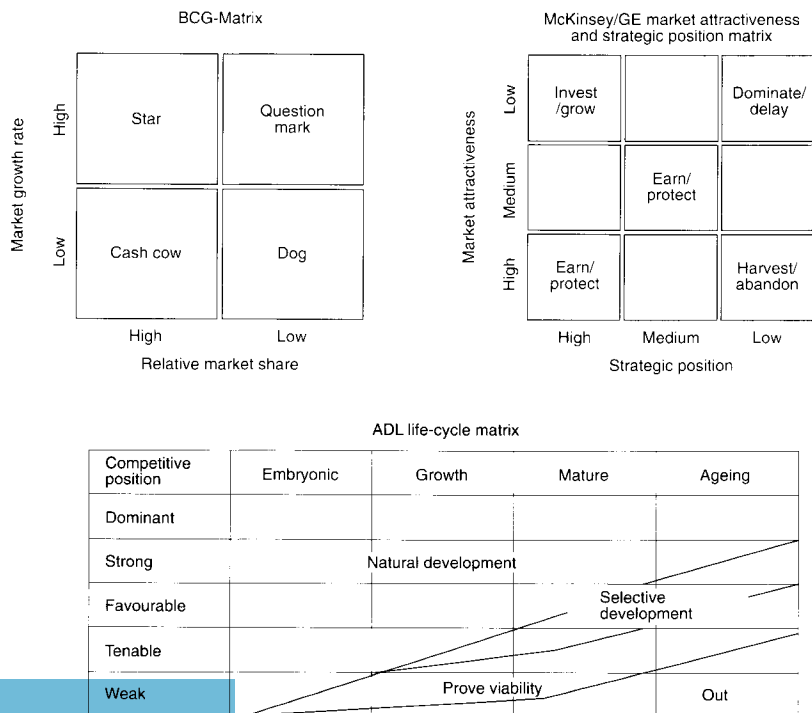 BCG-Matrix
Market growth rate
High
Low
Star
Question
mark
Cash cow
Dog
High
Low
Relative market share
McKinsey/GE market attractiveness
and strategic position matrix
Market attractiveness
Low
Medium
High
Invest
/grow
Dominate/
delay
Earn/
protect
Earn/
protect
Harvest/
abandon
High
Medium
Low
Strategic position
ADL life-cycle matrix
Competitive
position
Embryonic
Growth
Mature
Ageing
Dominant
Strong
Natural development
Favourable
Selective
development
Tenable
Weak
Prove viability
Out